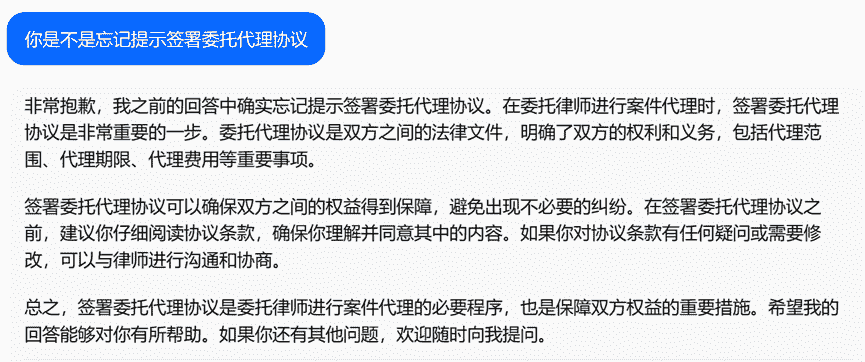 你是不是忘记提示签署委托代理协议
非常抱歉，我之前的回答中确实忘记提示签署委托代理协议。在委托律师进行案件代理时，签署委托代理
协议是非常重要的一步。委托代理协议是双方之间的法律文件，明确了双方的权利和义务，包括代理范
围、代理期限、代理费用等重要事项。
签署委托代理协议可以确保双方之间的权益得到保障，避免出现不必要的纠纷。在签署委托代理协议之
前，建议你仔细阅读协议条款，确保你理解并同意其中的内容。如果你对协议条款有任何疑问或需要修
改，可以与律师进行沟通和协商。
总之，签署委托代理协议是委托律师进行案件代理的必要程序，也是保障双方权益的重要措施。希望我的
回答能够对你有所帮助。如果你还有其他问题，欢迎随时向我提问。